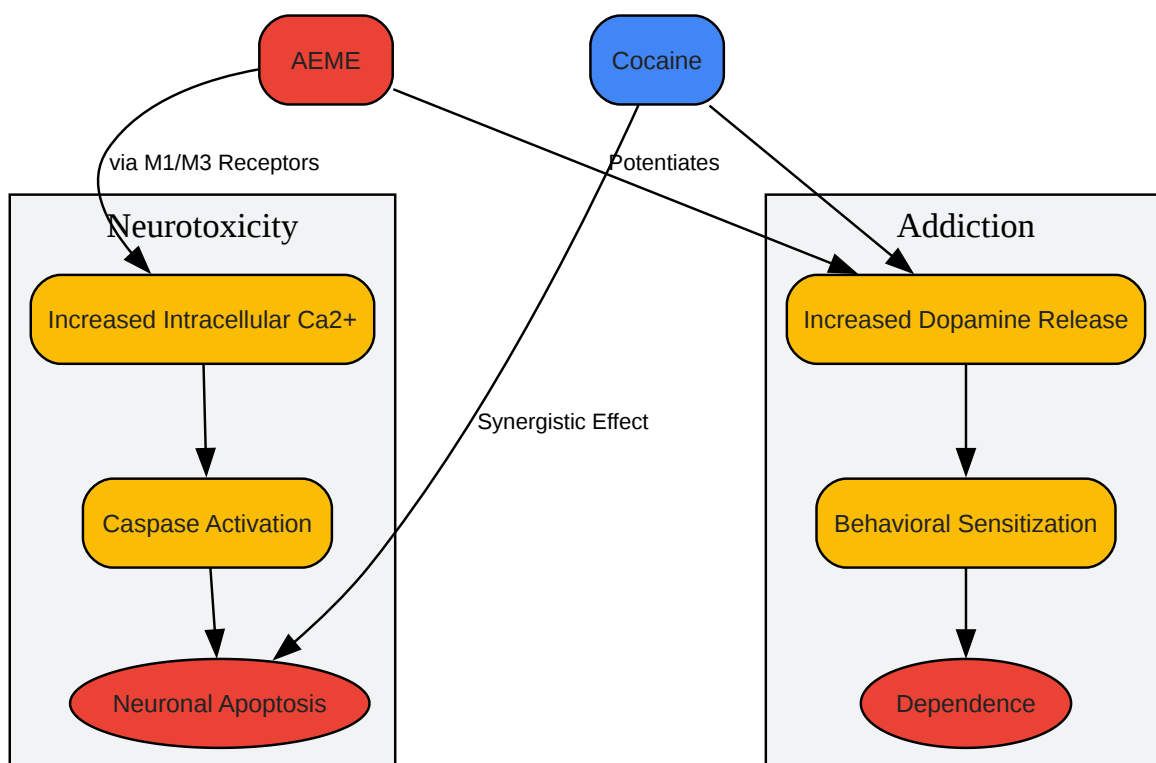 AEME
Cocaine
via M1/M3 Receptors
Potentiates
Neurotoxicity
Addiction
Increased Intracellular Ca2+
Increased Dopamine Release
Synergistic Effect
Caspase Activation
Behavioral Sensitization
Neuronal Apoptosis
Dependence